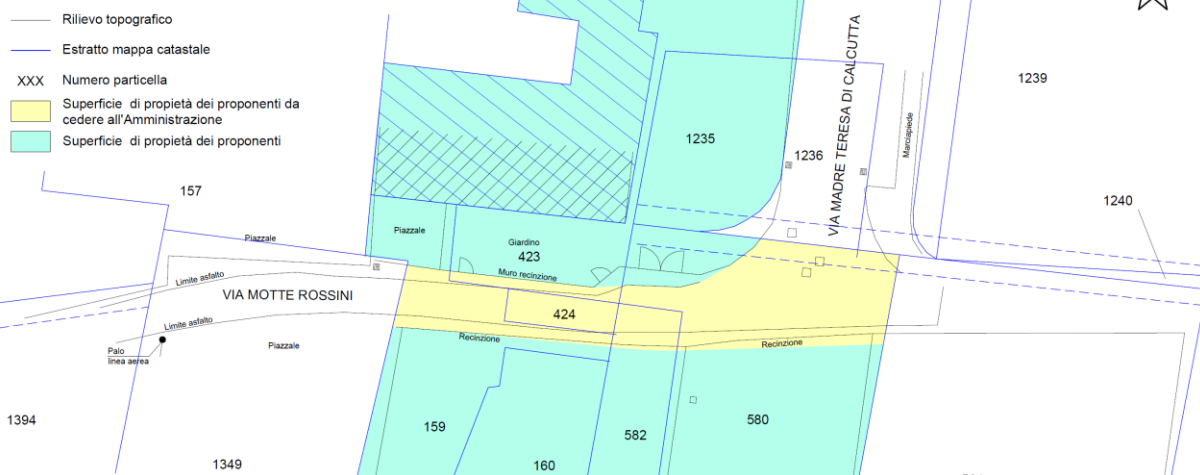 Rilievo topografico
Estratto mappa catastale
XXX Numero particella
Superficie di propietà dei proponenti da
cedere all'Amministrazione
Superficie di propietà dei proponenti
VIA MADRE TERESA DI CALCUTTA
1239
1235
1236
Marciapiede
157
1240
Piazzale
Piazzale
Giardino
423
Muro recinzione
Limite asfalto
VIA MOTTE ROSSINI
424
Limite asfalto
Recinzione
Recinzione
Piazzale
Palo
linea aerea
1394
159
582
580
1349
160